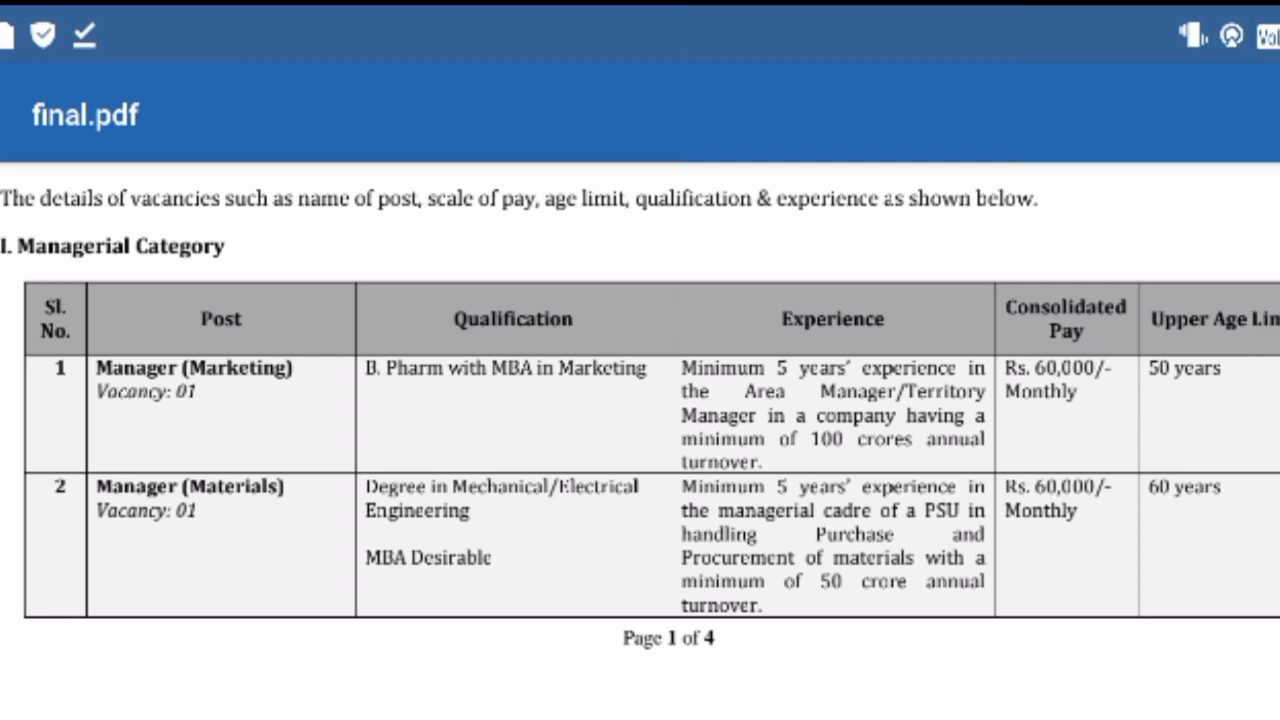 final.pdf
The details of vacancies such as name of post, scale of pay, age limit, qualification & experience as shown below.
I. Managerial Category
Sl. No.
Post
Qualification
Experience
Consolidated Pay
Upper Age
1
Manager (Marketing)
Vacancy: 01
B. Pharm with MBA in Marketing
Minimum 5 years' experience in
the Area Manager/Territory
Manager in a company having a
minimum of 100 crores annual
turnover.
Rs. 60,000/-
Monthly
50 years
2
Manager (Materials)
Vacancy: 01
Degree in Mechanical/Electrical
Engineering
MBA Desirable
Minimum 5 years' experience in
the managerial cadre of a PSU in
handling Purchase and
Procurement of materials with a
minimum of 50 crore annual
turnover.
Rs. 60,000/-
Monthly
60 years
Page 1 of 4